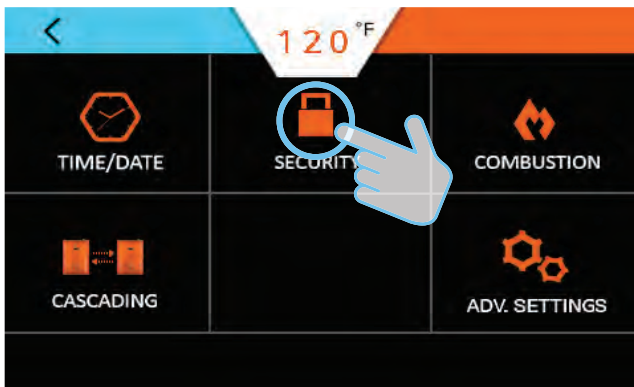 120°F
TIME/DATE
SECURITY
COMBUSTION
CASCADING
ADV. SETTINGS